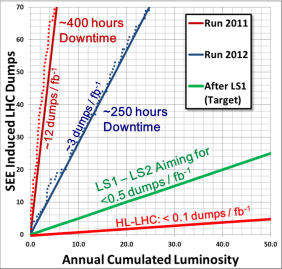 70
60
50
40
30
20
10
0
SEE Induced LHC Dumps
~400 hours
Downtime
~12 dumps / fb-1
~3 dumps / fb-1
~250 hours
Downtime
Run 2011
Run 2012
After LS1
(Target)
LS1 – LS2 Aiming for
<0.5 dumps / fb-1
HL-LHC: < 0.1 dumps / fb-1
0.0 10.0 20.0 30.0 40.0 50.0
Annual Cumulated Luminosity